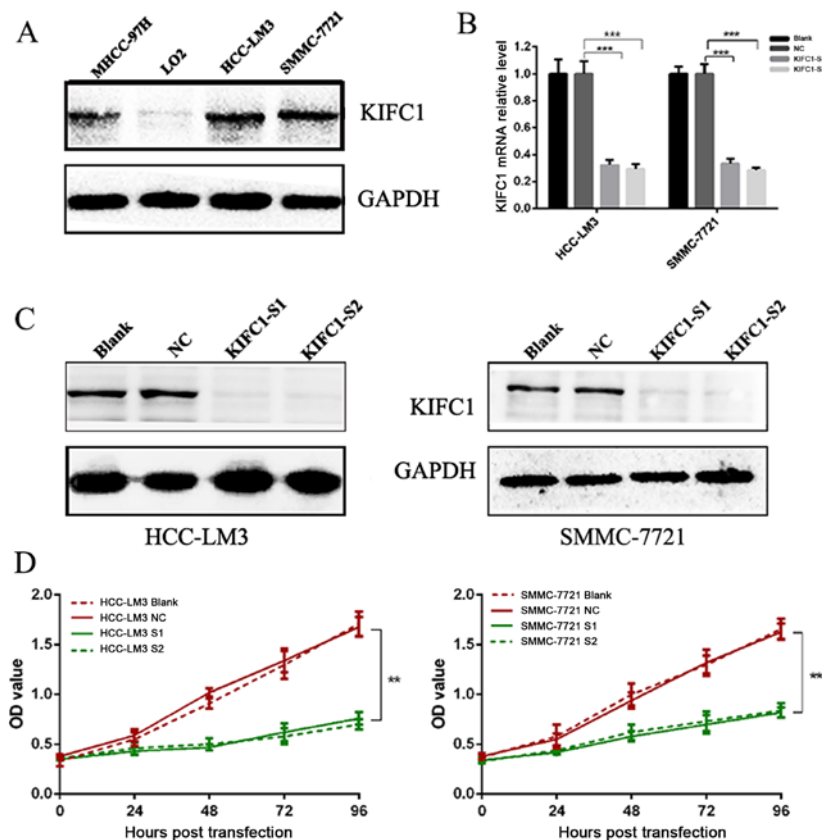 A
MHCC-97H
LO2
HCC-LM3
SMMC-7721
KIFC1
GAPDH
B
KIFC1 mRNA relative level
1.2
1.0
0.8
0.6
0.4
0.2
0.0
***
***
***
***
HCC-LM3
SMMC-7721
Blank
NC
KIFC1-S
KIFC1-S
C
Blank
NC
KIFC1-S1
KIFC1-S2
HCC-LM3
KIFC1
GAPDH
Blank
NC
KIFC1-S1
KIFC1-S2
SMMC-7721
D
OD value
2.0
1.5
1.0
0.5
0.0
HCC-LM3 Blank
HCC-LM3 NC
HCC-LM3 S1
HCC-LM3 S2
**
0 24 48 72 96
Hours post transfection
OD value
2.0
1.5
1.0
0.5
0.0
SMMC-7721 Blank
SMMC-7721 NC
SMMC-7721 S1
SMMC-7721 S2
**
0 24 48 72 96
Hours post transfection